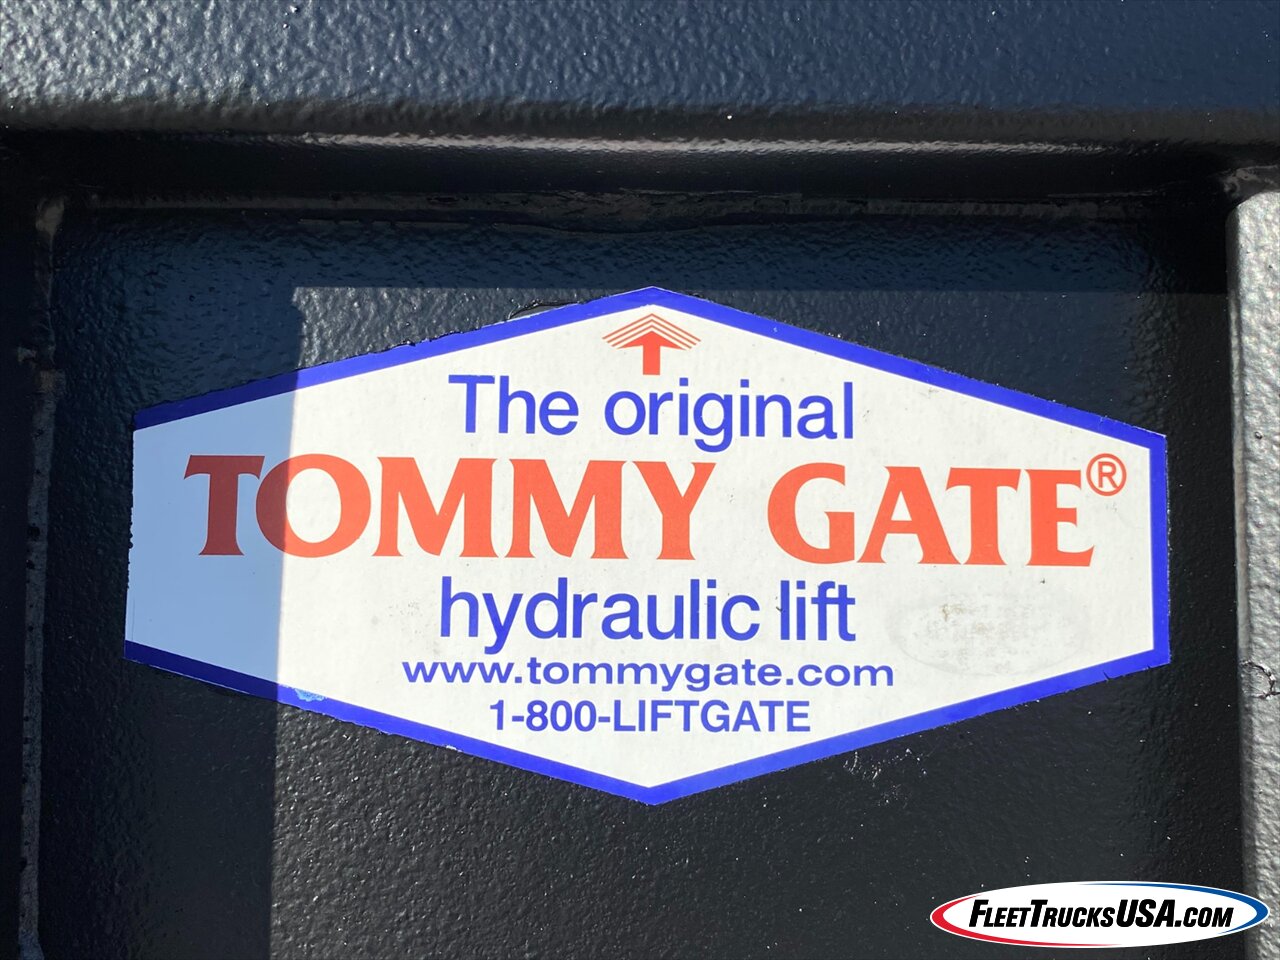 The original
TOMMY GATE®
hydraulic lift
www.tommygate.com
1-800-LIFTGATE
FLEETTRUCKSUSA.COM